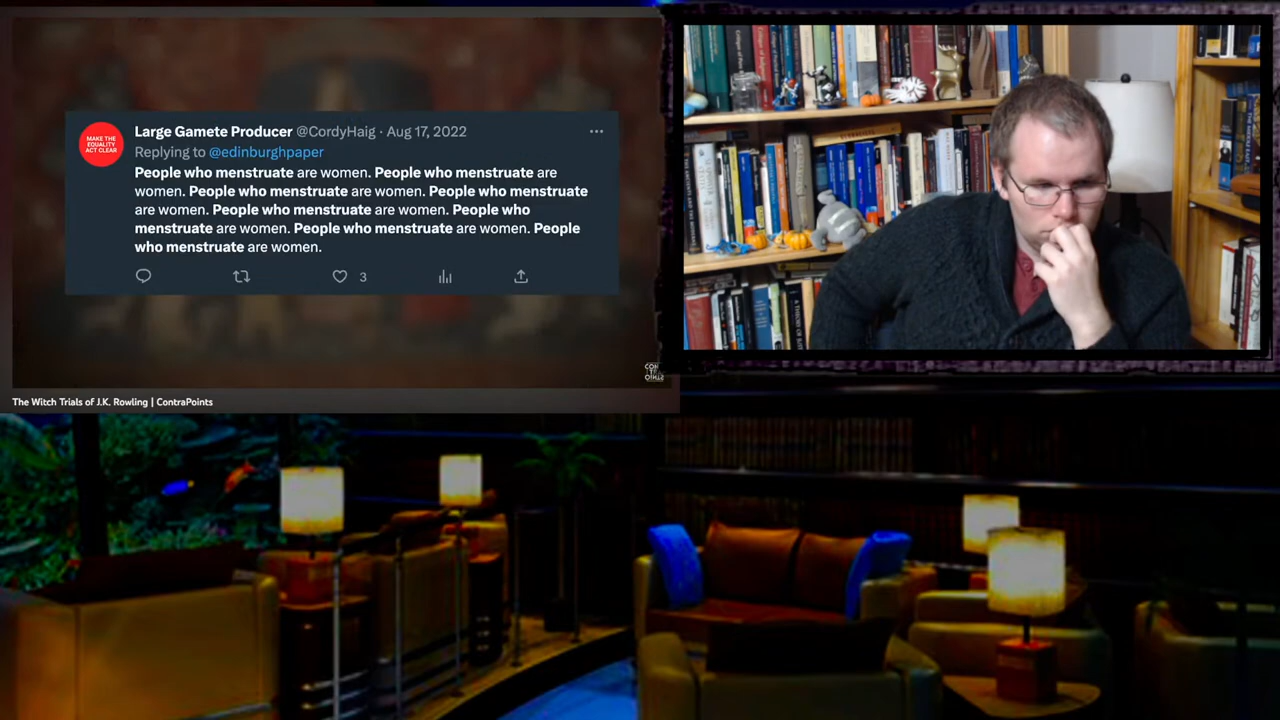 MAKE THE
EQUALITY
ACT CLEAR
Large Gamete Producer @CordyHaig · Aug 17, 2022
Replying to @edinburghpaper
People who menstruate are women. People who menstruate are
women. People who menstruate are women. People who menstruate
are women. People who menstruate are women. People who
menstruate are women. People who menstruate are women. People
who menstruate are women.
3
The Witch Trials of J.K. Rowling | ContraPoints